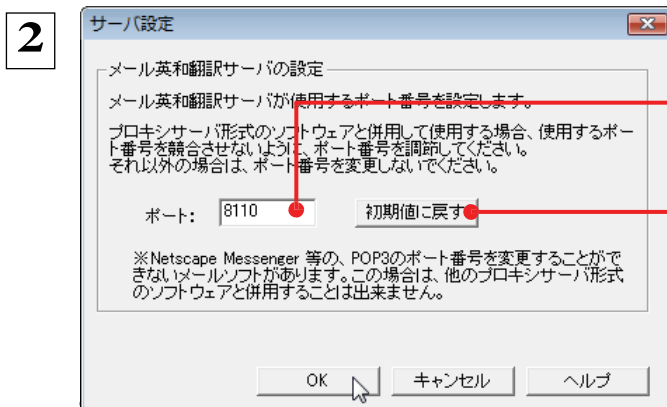 2
サーバ設定
メール英和翻訳サーバの設定
メール英和翻訳サーバが使用するポート番号を設定します。
プロキシサーバ形式のソフトウェアと併用して使用する場合、使用するポー
ト番号を競合させないように、ポート番号を調節してください。
それ以外の場合は、ポート番号を変更しないでください。
ポート: 8110 初期値に戻す
※Netscape Messenger 等の、POP3のポート番号を変更することがで
きないメールソフトがあります。この場合は、他のプロキシサーバ形式
のソフトウェアと併用することは出来ません。
OK キャンセル ヘルプ